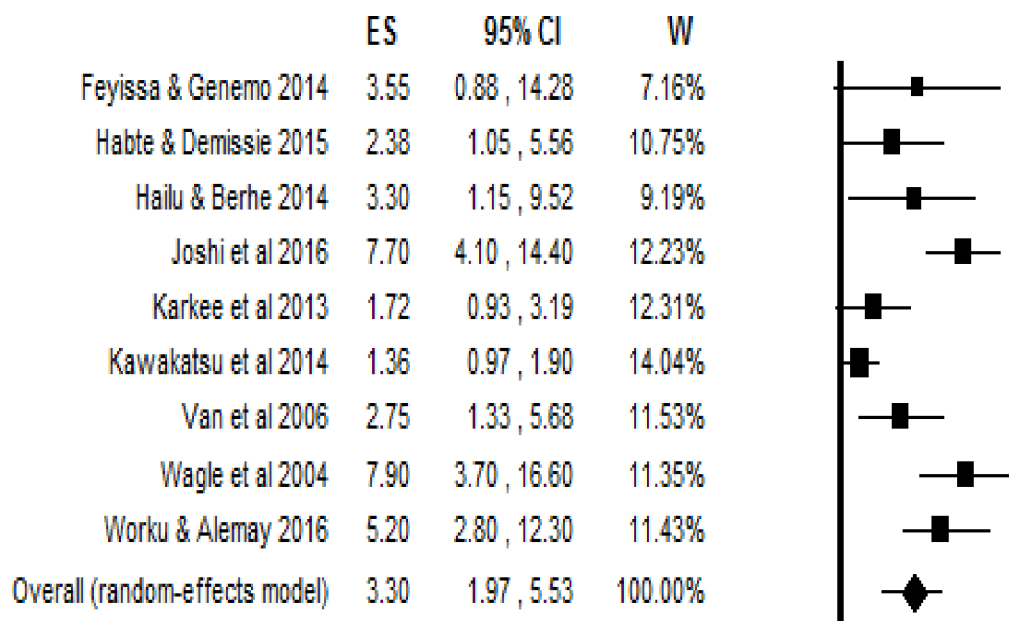 ES 95% CI W
Feyissa & Genemo 2014 3.55 0.88 , 14.28 7.16%
Habte & Demissie 2015 2.38 1.05 , 5.56 10.75%
Hailu & Berhe 2014 3.30 1.15 , 9.52 9.19%
Joshi et al 2016 7.70 4.10 , 14.40 12.23%
Karkee et al 2013 1.72 0.93 , 3.19 12.31%
Kawakatsu et al 2014 1.36 0.97 , 1.90 14.04%
Van et al 2006 2.75 1.33 , 5.68 11.53%
Wagle et al 2004 7.90 3.70 , 16.60 11.35%
Worku & Alemay 2016 5.20 2.80 , 12.30 11.43%
Overall (random-effects model) 3.30 1.97 , 5.53 100.00%